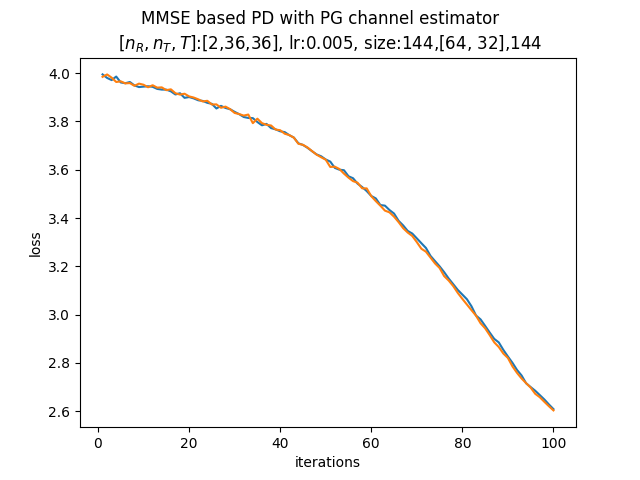 MMSE based PD with PG channel estimator
[n_R, n_T, T]:[2,36,36], lr:0.005, size:144,[64, 32],144
4.0
3.8
3.6
3.4
3.2
3.0
2.8
2.6
loss
0 20 40 60 80 100
iterations